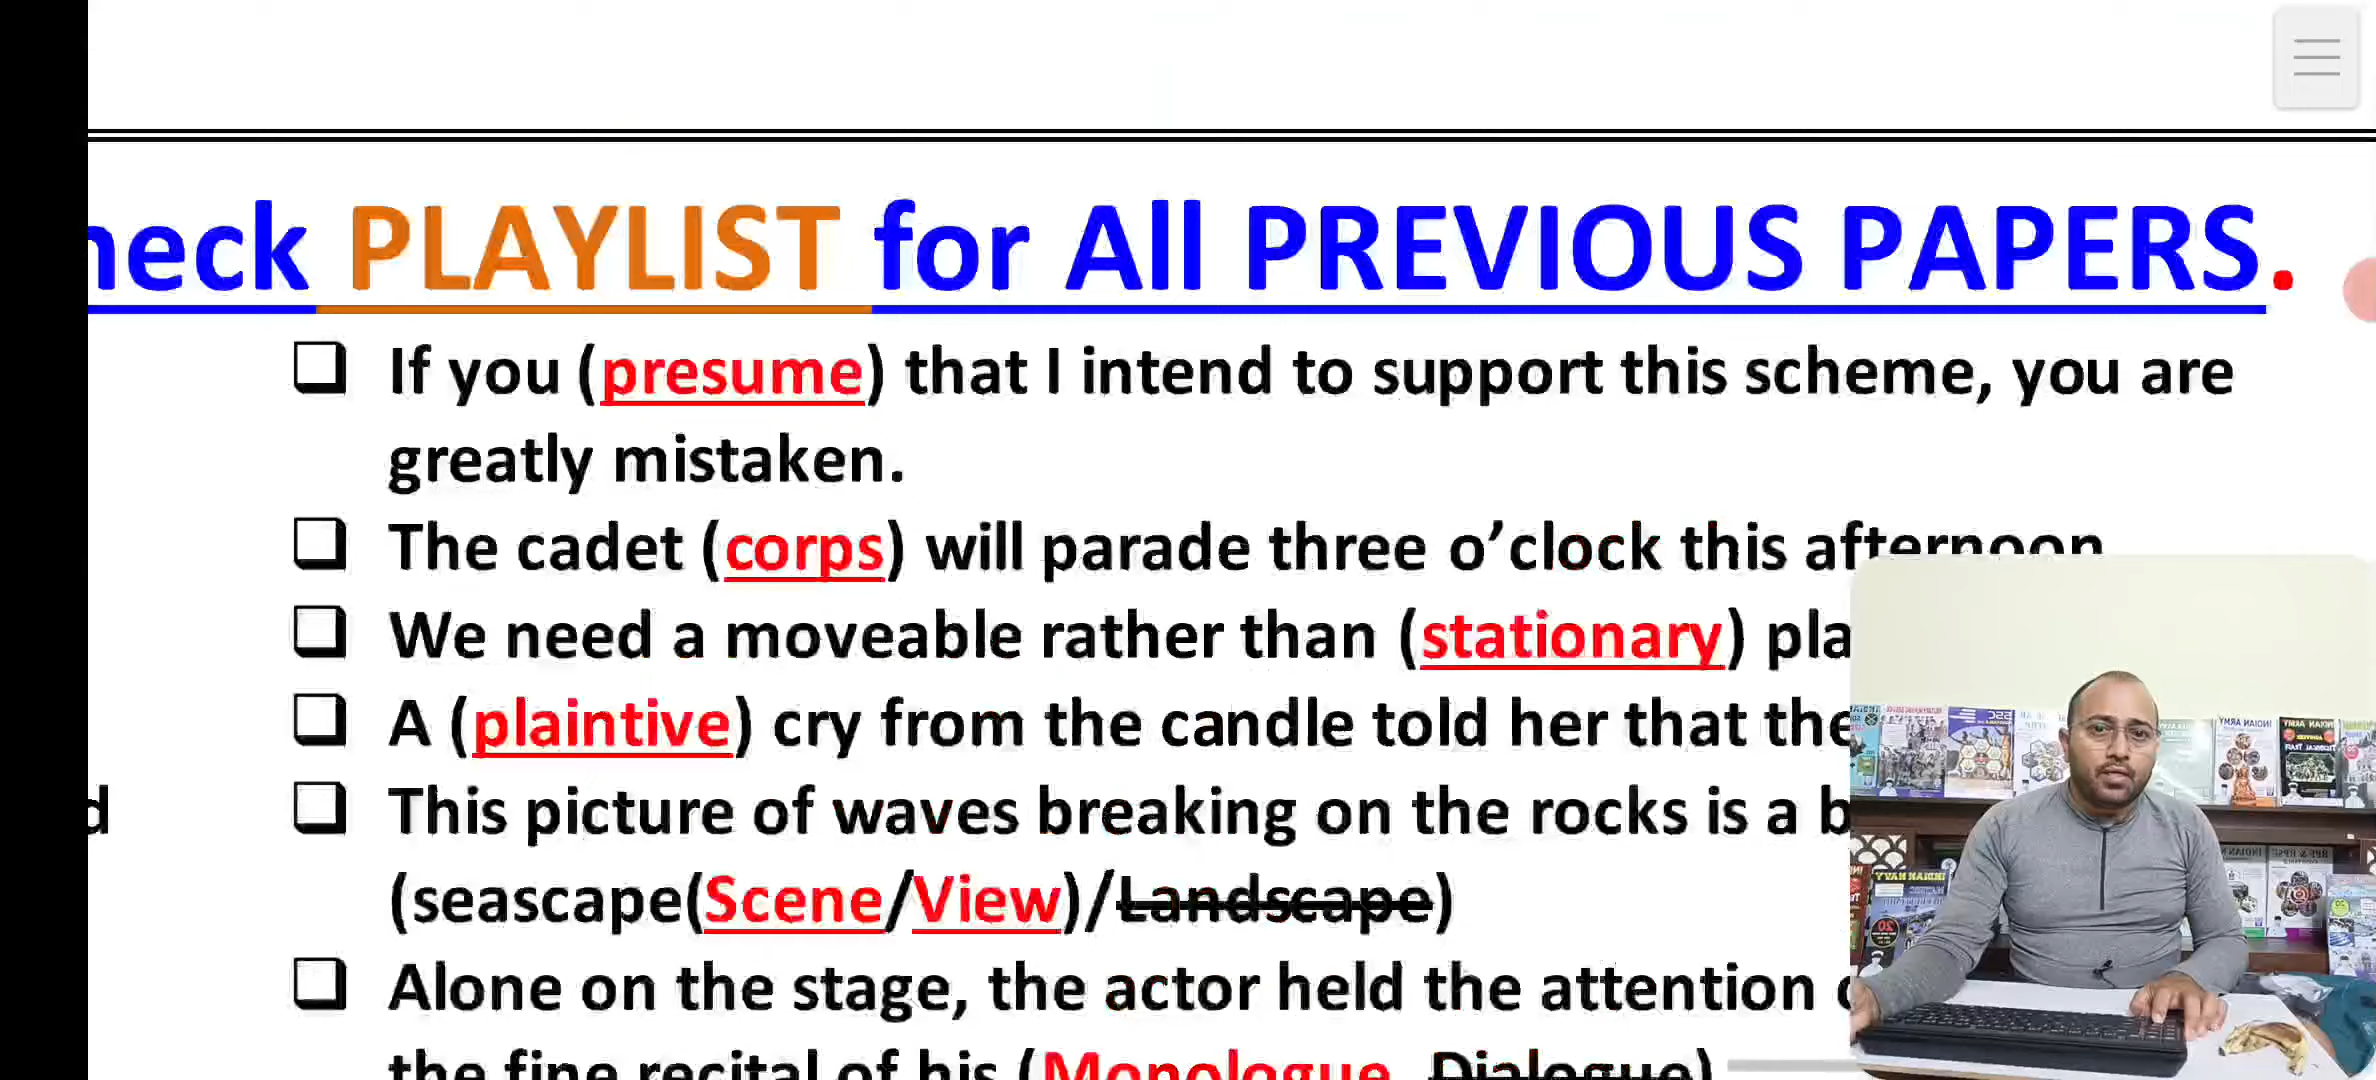 heck PLAYLIST for All PREVIOUS PAPERS.
If you (presume) that I intend to support this scheme, you are
greatly mistaken.
The cadet (corps) will parade three o’clock this afternoon
We need a moveable rather than (stationary) pla
A (plaintive) cry from the candle told her that the
d
This picture of waves breaking on the rocks is a b
(seascape(Scene/View)/Landscape)
Alone on the stage, the actor held the attention
the fine recital of his (Monologue, Dialogue)